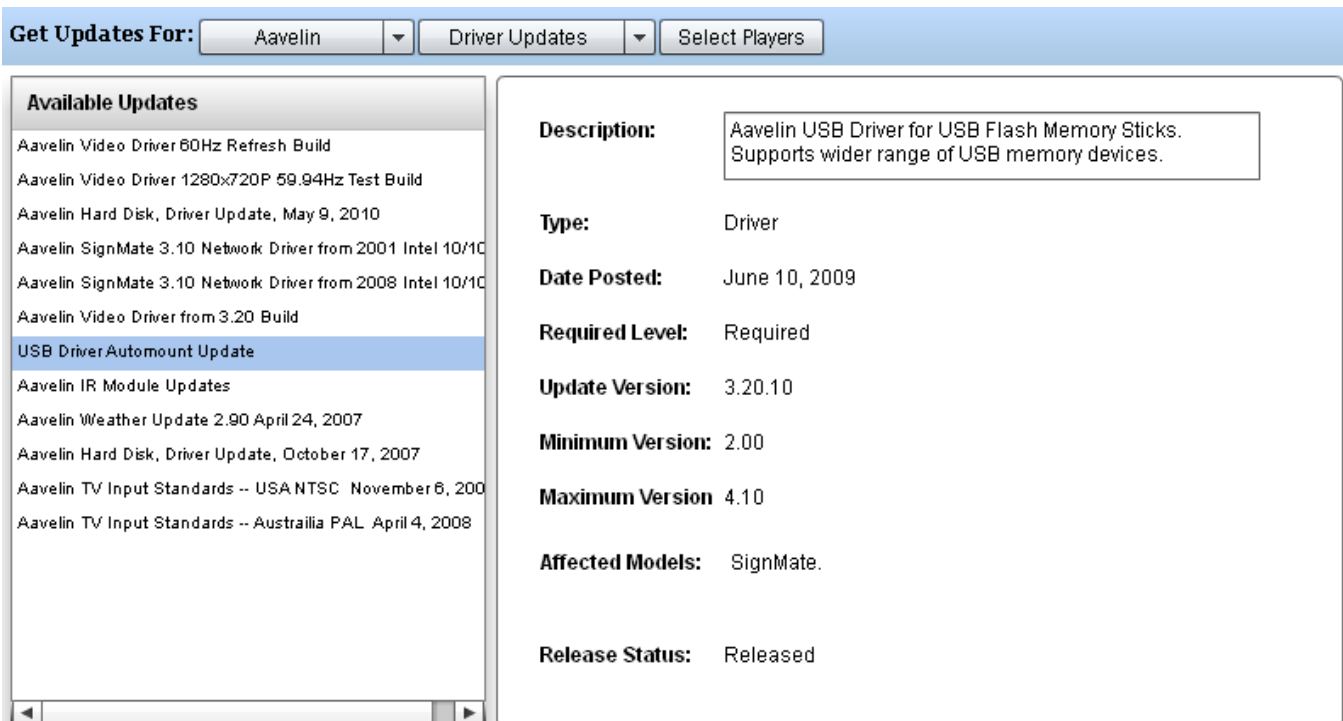 Get Updates For: Aavelin Driver Updates Select Players
Available Updates
Aavelin Video Driver 60Hz Refresh Build
Aavelin Video Driver 1280x720P 59.94Hz Test Build
Aavelin Hard Disk, Driver Update, May 9, 2010
Aavelin SignMate 3.10 Network Driver from 2001 Intel 10/10
Aavelin SignMate 3.10 Network Driver from 2008 Intel 10/10
Aavelin Video Driver from 3.20 Build
USB Driver Automount Update
Aavelin IR Module Updates
Aavelin Weather Update 2.90 April 24, 2007
Aavelin Hard Disk, Driver Update, October 17, 2007
Aavelin TV Input Standards -- USA NTSC November 6, 200
Aavelin TV Input Standards -- Austrailia PAL April 4, 2008
Description: Aavelin USB Driver for USB Flash Memory Sticks.
Supports wider range of USB memory devices.
Type: Driver
Date Posted: June 10, 2009
Required Level: Required
Update Version: 3.20.10
Minimum Version: 2.00
Maximum Version 4.10
Affected Models: SignMate.
Release Status: Released